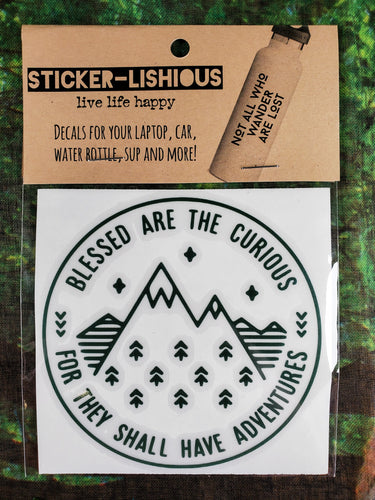 STICKER-LISHIOUS
live life happy
DECALS FOR YOUR LAPTOP, CAR,
WATER BOTTLE, SUP AND MORE!
NOT ALL WHO
WANDER
ARE LOST
BLESSED ARE THE CURIOUS
FOR THEY SHALL HAVE ADVENTURES